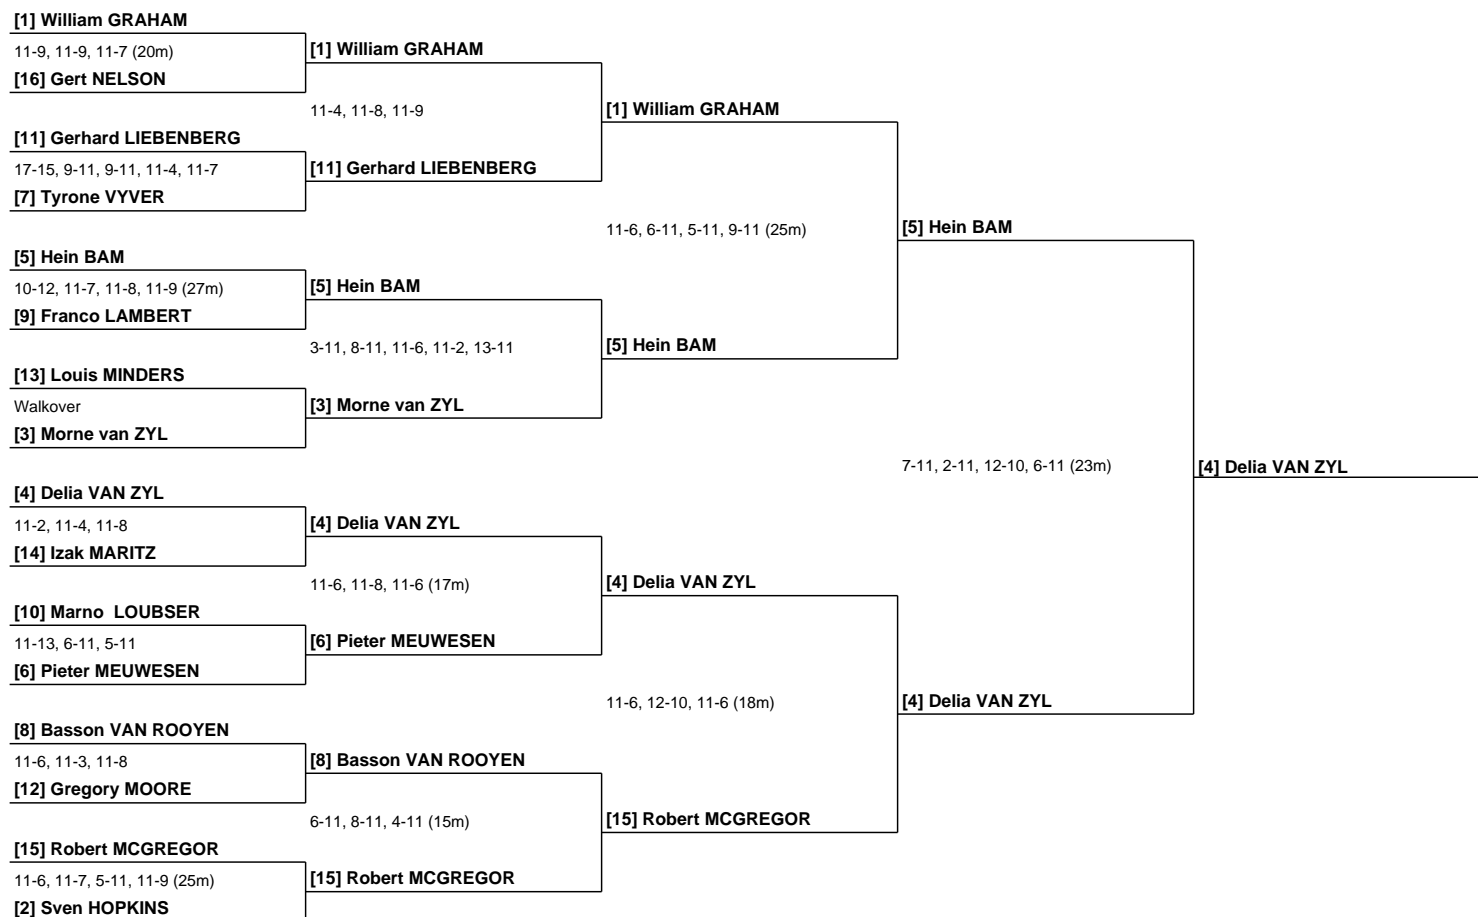 [1] William GRAHAM
11-9, 11-9, 11-7 (20m)
[16] Gert NELSON
[11] Gerhard LIEBENBERG
17-15, 9-11, 9-11, 11-4, 11-7
[7] Tyrone VYVER
[5] Hein BAM
10-12, 11-7, 11-8, 11-9 (27m)
[9] Franco LAMBERT
[13] Louis MINDERS
Walkover
[3] Morne van ZYL
[4] Delia VAN ZYL
11-2, 11-4, 11-8
[14] Izak MARITZ
[10] Marno  LOUBSER
11-13, 6-11, 5-11
[6] Pieter MEUWESEN
[8] Basson VAN ROOYEN
11-6, 11-3, 11-8
[12] Gregory MOORE
[15] Robert MCGREGOR
11-6, 11-7, 5-11, 11-9 (25m)
[2] Sven HOPKINS
[1] William GRAHAM
11-4, 11-8, 11-9
[11] Gerhard LIEBENBERG
[5] Hein BAM
3-11, 8-11, 11-6, 11-2, 13-11
[3] Morne van ZYL
[4] Delia VAN ZYL
11-6, 11-8, 11-6 (17m)
[6] Pieter MEUWESEN
[8] Basson VAN ROOYEN
6-11, 8-11, 4-11 (15m)
[15] Robert MCGREGOR
[1] William GRAHAM
11-6, 6-11, 5-11, 9-11 (25m)
[5] Hein BAM
[4] Delia VAN ZYL
11-6, 12-10, 11-6 (18m)
[15] Robert MCGREGOR
[5] Hein BAM
7-11, 2-11, 12-10, 6-11 (23m)
[4] Delia VAN ZYL
[4] Delia VAN ZYL